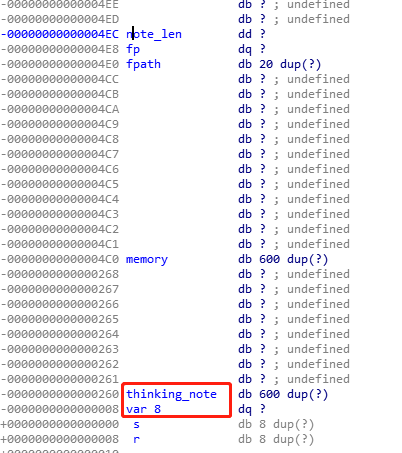 -00000000000004EE db ? ; undefined
-00000000000004ED db ? ; undefined
-00000000000004EC note_len dd ?
-00000000000004E8 fp dq ?
-00000000000004E0 fpath db 20 dup(?)
-00000000000004CC db ? ; undefined
-00000000000004CB db ? ; undefined
-00000000000004CA db ? ; undefined
-00000000000004C9 db ? ; undefined
-00000000000004C8 db ? ; undefined
-00000000000004C7 db ? ; undefined
-00000000000004C6 db ? ; undefined
-00000000000004C5 db ? ; undefined
-00000000000004C4 db ? ; undefined
-00000000000004C3 db ? ; undefined
-00000000000004C2 db ? ; undefined
-00000000000004C1 db ? ; undefined
-00000000000004C0 memory db 600 dup(?)
-0000000000000268 db ? ; undefined
-0000000000000267 db ? ; undefined
-0000000000000266 db ? ; undefined
-0000000000000265 db ? ; undefined
-0000000000000264 db ? ; undefined
-0000000000000263 db ? ; undefined
-0000000000000262 db ? ; undefined
-0000000000000261 db ? ; undefined
-0000000000000260 thinking_note db 600 dup(?)
-0000000000000008 var_8 dq ?
+0000000000000000 s db 8 dup(?)
+0000000000000008 r db 8 dup(?)
+0000000000000010